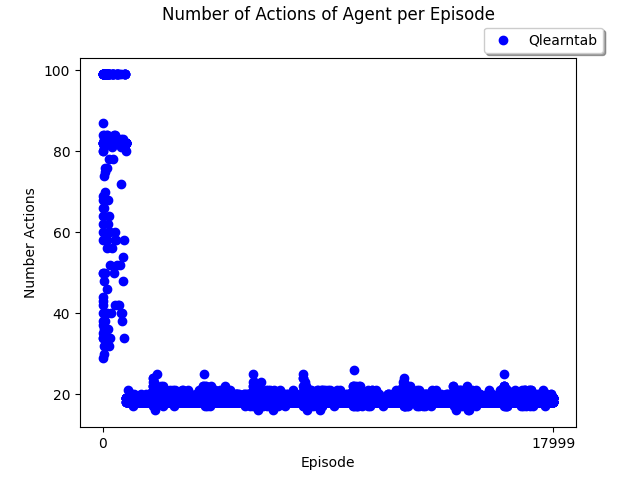 Number of Actions of Agent per Episode
Qlearntab
100
80
60
40
20
Number Actions
0
17999
Episode